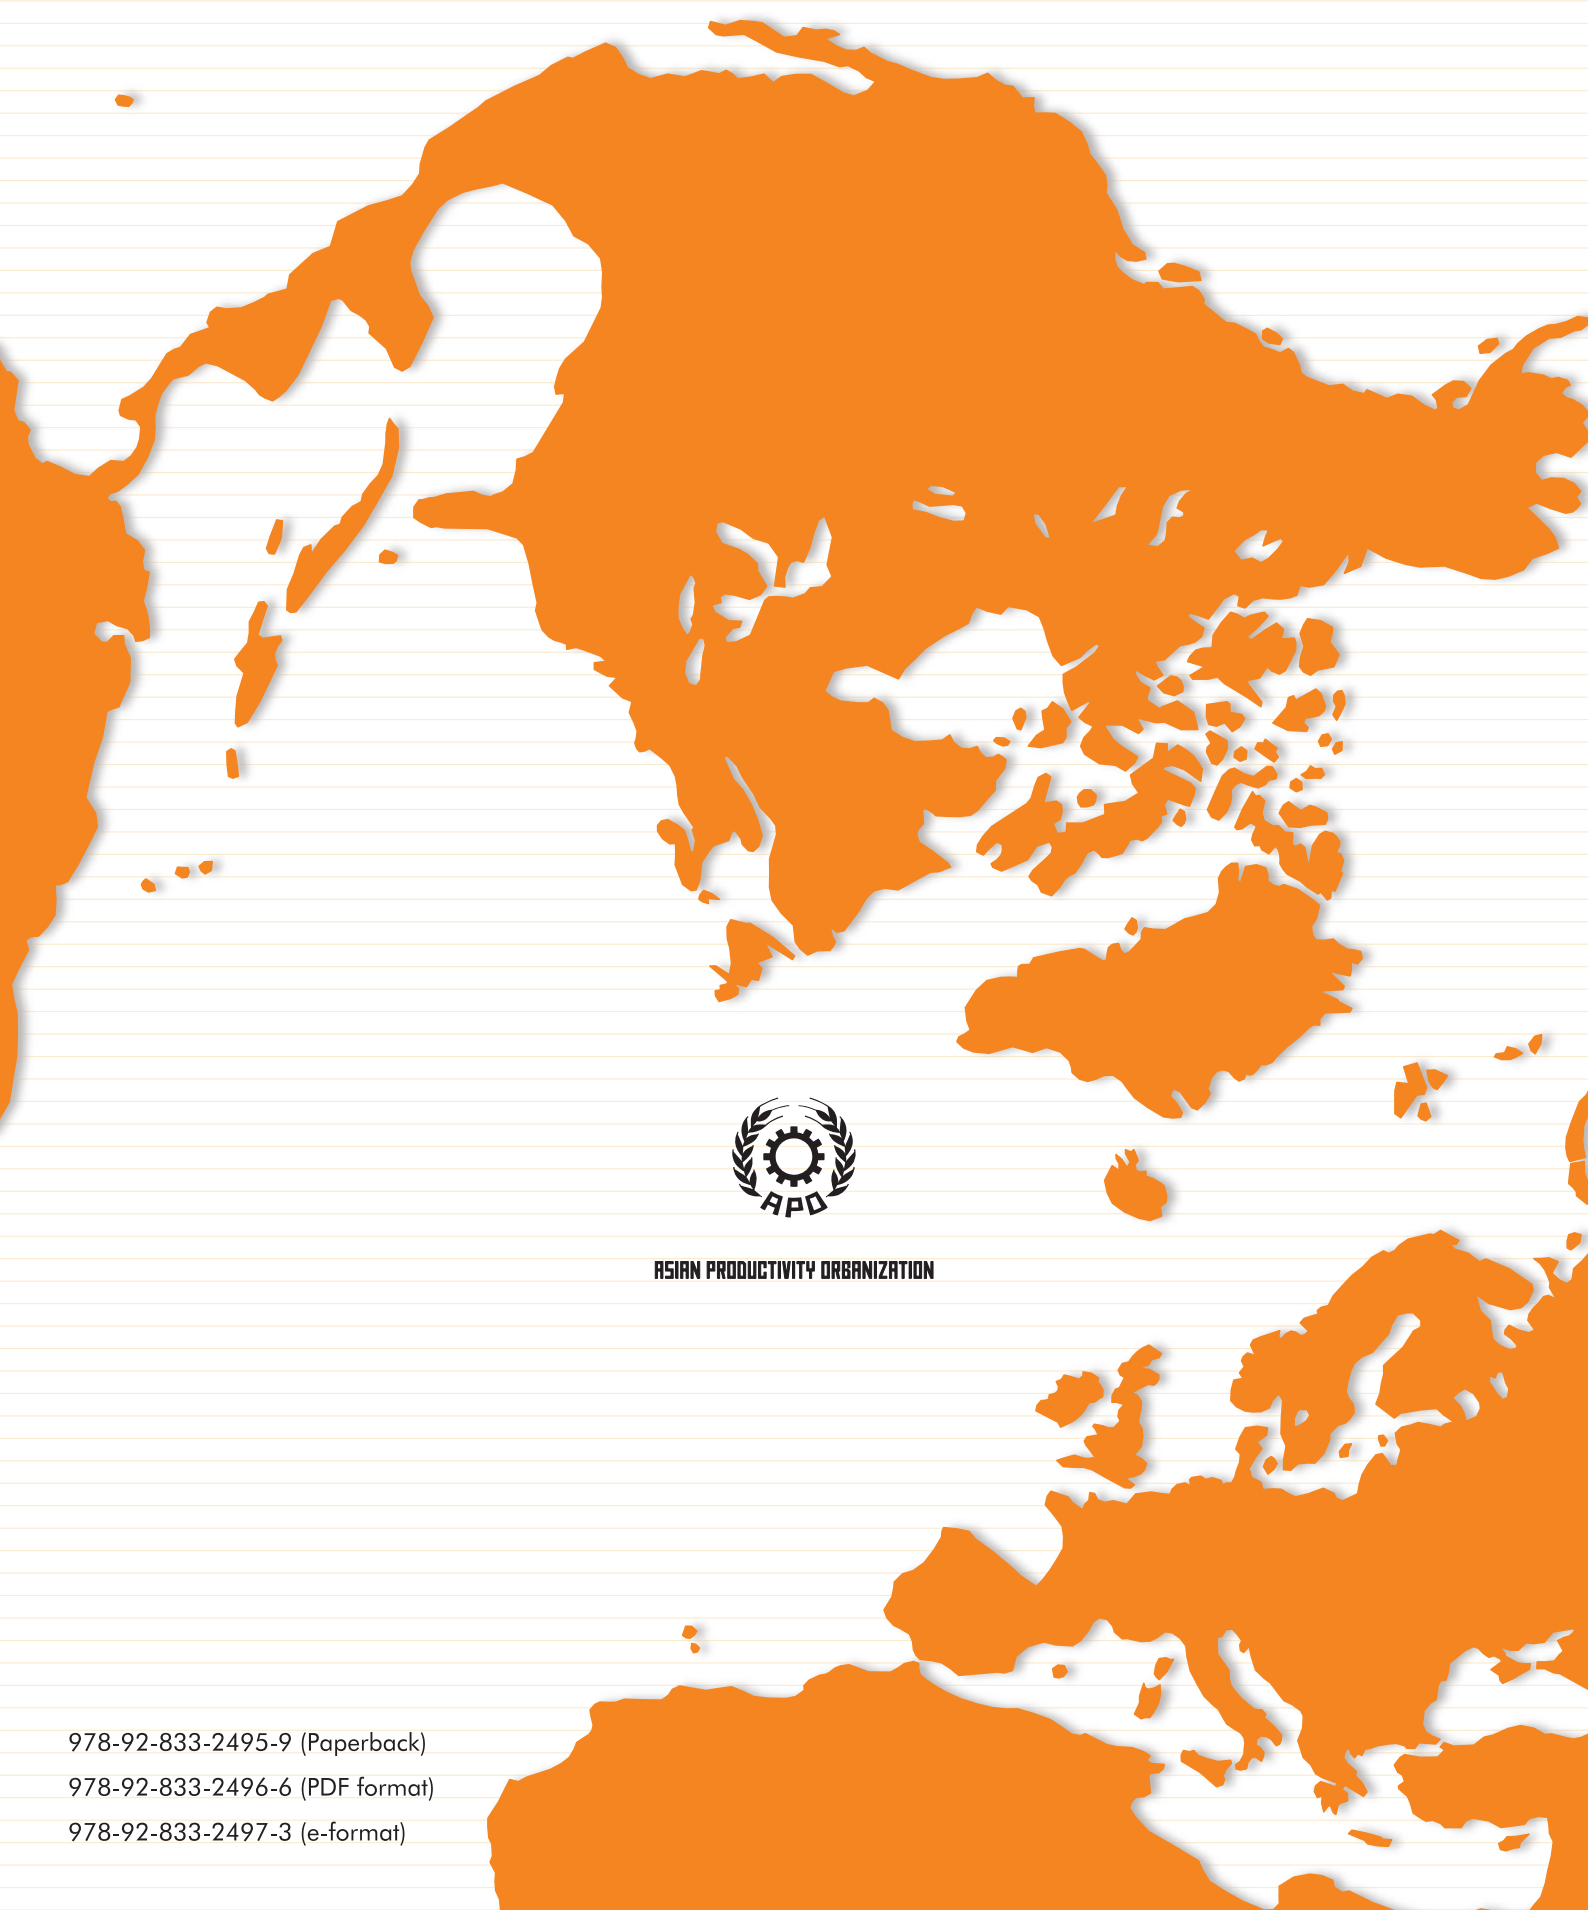 APO
ASIAN PRODUCTIVITY ORGANIZATION
978-92-833-2495-9 (Paperback)
978-92-833-2496-6 (PDF format)
978-92-833-2497-3 (e-format)